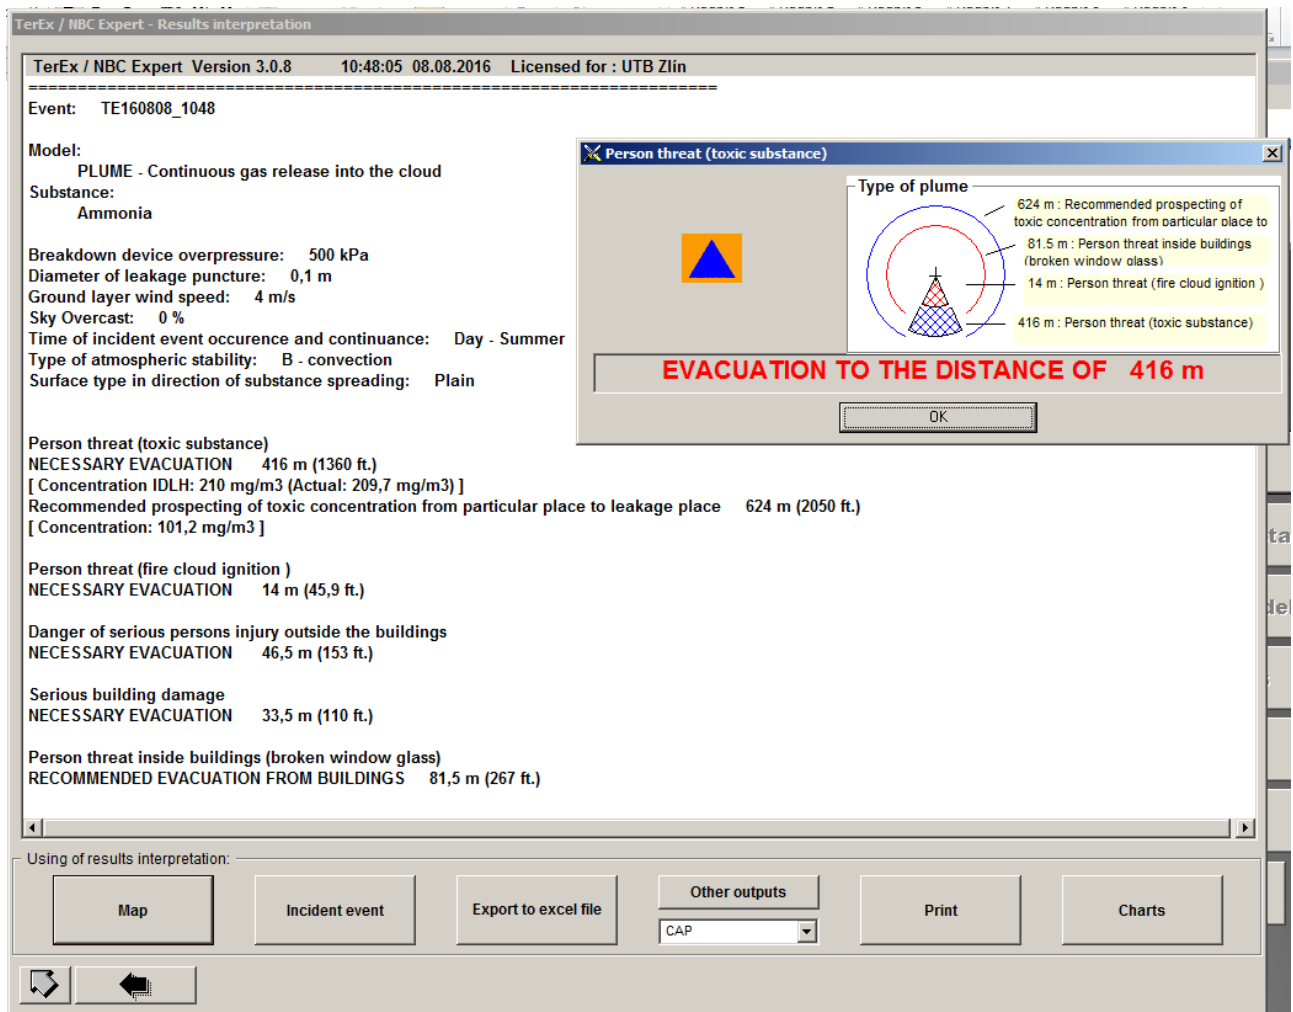 TerEx / NBC Expert - Results interpretation
TerEx / NBC Expert Version 3.0.8 10:48:05 08.08.2016 Licensed for : UTB Zlín
======================================================================
Event: TE160808_1048
Model:
PLUME - Continuous gas release into the cloud
Substance:
Ammonia
Breakdown device overpressure: 500 kPa
Diameter of leakage puncture: 0,1 m
Ground layer wind speed: 4 m/s
Sky Overcast: 0 %
Time of incident event occurence and continuance: Day - Summer
Type of atmospheric stability: B - convection
Surface type in direction of substance spreading: Plain
Person threat (toxic substance)
NECESSARY EVACUATION 416 m (1360 ft.)
[ Concentration IDLH: 210 mg/m3 (Actual: 209,7 mg/m3) ]
Recommended prospecting of toxic concentration from particular place to leakage place 624 m (2050 ft.)
[ Concentration: 101,2 mg/m3 ]
Person threat (fire cloud ignition )
NECESSARY EVACUATION 14 m (45,9 ft.)
Danger of serious persons injury outside the buildings
NECESSARY EVACUATION 46,5 m (153 ft.)
Serious building damage
NECESSARY EVACUATION 33,5 m (110 ft.)
Person threat inside buildings (broken window glass)
RECOMMENDED EVACUATION FROM BUILDINGS 81,5 m (267 ft.)
Person threat (toxic substance)
Type of plume
624 m : Recommended prospecting of
toxic concentration from particular place to
81.5 m : Person threat inside buildings
(broken window glass)
14 m : Person threat (fire cloud ignition )
416 m : Person threat (toxic substance)
EVACUATION TO THE DISTANCE OF 416 m
OK
Using of results interpretation:
Map
Incident event
Export to excel file
Other outputs
CAP
Print
Charts